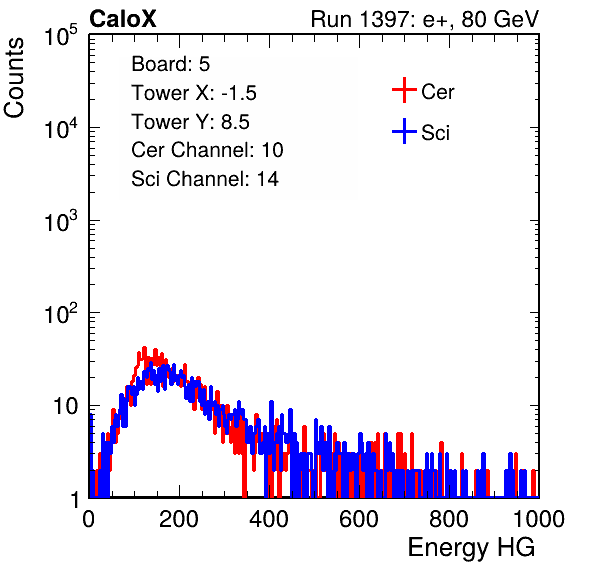 CaloX Run 1397: e+, 80 GeV
Counts
Board: 5
Tower X: -1.5
Tower Y: 8.5
Cer Channel: 10
Sci Channel: 14
Cer
Sci
10^5
10^4
10^3
10^2
10
1
0 200 400 600 800 1000
Energy HG